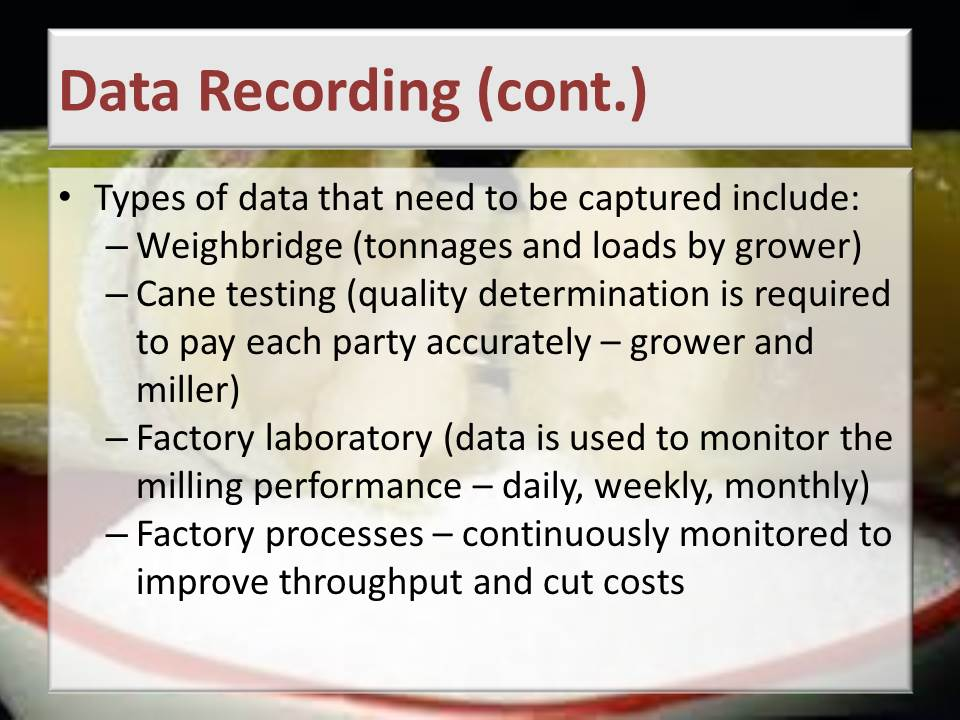 Data Recording (cont.)
• Types of data that need to be captured include:
– Weighbridge (tonnages and loads by grower)
– Cane testing (quality determination is required
to pay each party accurately – grower and
miller)
– Factory laboratory (data is used to monitor the
milling performance – daily, weekly, monthly)
– Factory processes – continuously monitored to
improve throughput and cut costs